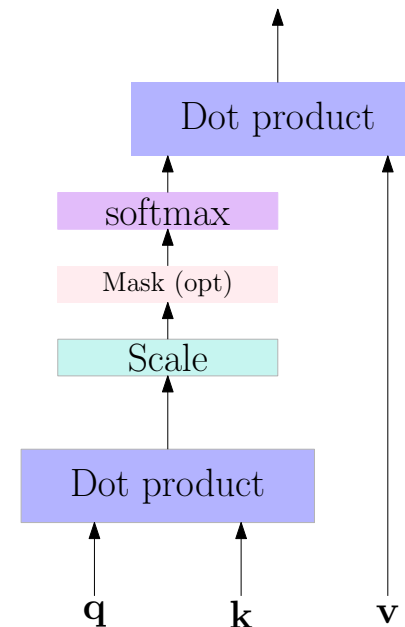 Dot product
softmax
Mask (opt)
Scale
Dot product
q k v